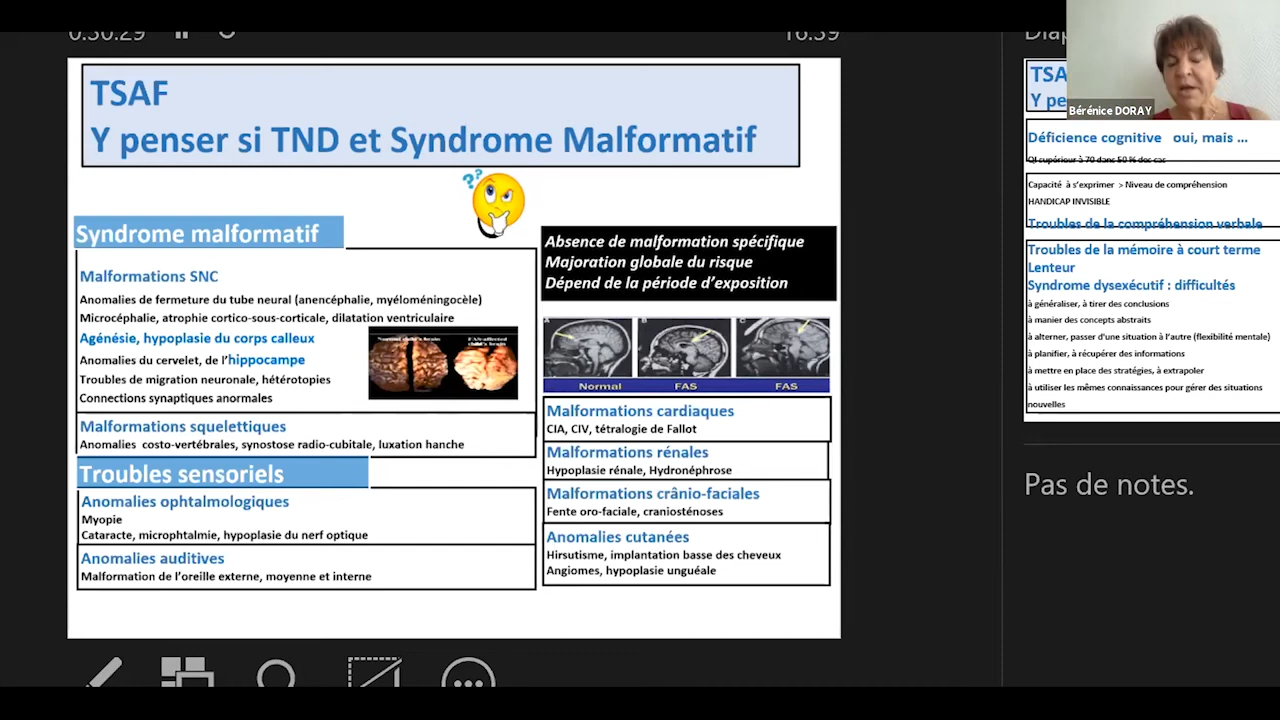 0:30:29
16:39
TSAF
Y penser si TND et Syndrome Malformatif
??
Syndrome malformatif
Malformations SNC
Anomalies de fermeture du tube neural (anencéphalie, myéloméningocèle)
Microcéphalie, atrophie cortico-sous-corticale, dilatation ventriculaire
Agénésie, hypoplasie du corps calleux
Anomalies du cervelet, de l’hippocampe
Troubles de migration neuronale, hétérotopies
Connections synaptiques anormales
Malformations squelettiques
Anomalies costo-vertébrales, synostose radio-cubitale, luxation hanche
Troubles sensoriels
Anomalies ophtalmologiques
Myopie
Cataracte, microphtalmie, hypoplasie du nerf optique
Anomalies auditives
Malformation de l’oreille externe, moyenne et interne
Absence de malformation spécifique
Majoration globale du risque
Dépend de la période d’exposition
A B C
Normal FAS FAS
Malformations cardiaques
CIA, CIV, tétralogie de Fallot
Malformations rénales
Hypoplasie rénale, Hydronéphrose
Malformations crânio-faciales
Fente oro-faciale, craniosténoses
Anomalies cutanées
Hirsutisme, implantation basse des cheveux
Angiomes, hypoplasie unguéale
Bérénice DORAY
TSA
Y pe
Déficience cognitive oui, mais ...
QI supérieur à 70 dans 50 % des cas
Capacité à s’exprimer > Niveau de compréhension
HANDICAP INVISIBLE
Troubles de la compréhension verbale
Troubles de la mémoire à court terme
Lenteur
Syndrome dysexécutif : difficultés
à généraliser, à tirer des conclusions
à manier des concepts abstraits
à alterner, passer d'une situation à l’autre (flexibilité mentale)
à planifier, à récupérer des informations
à mettre en place des stratégies, à extrapoler
à utiliser les mêmes connaissances pour gérer des situations
nouvelles
Pas de notes.